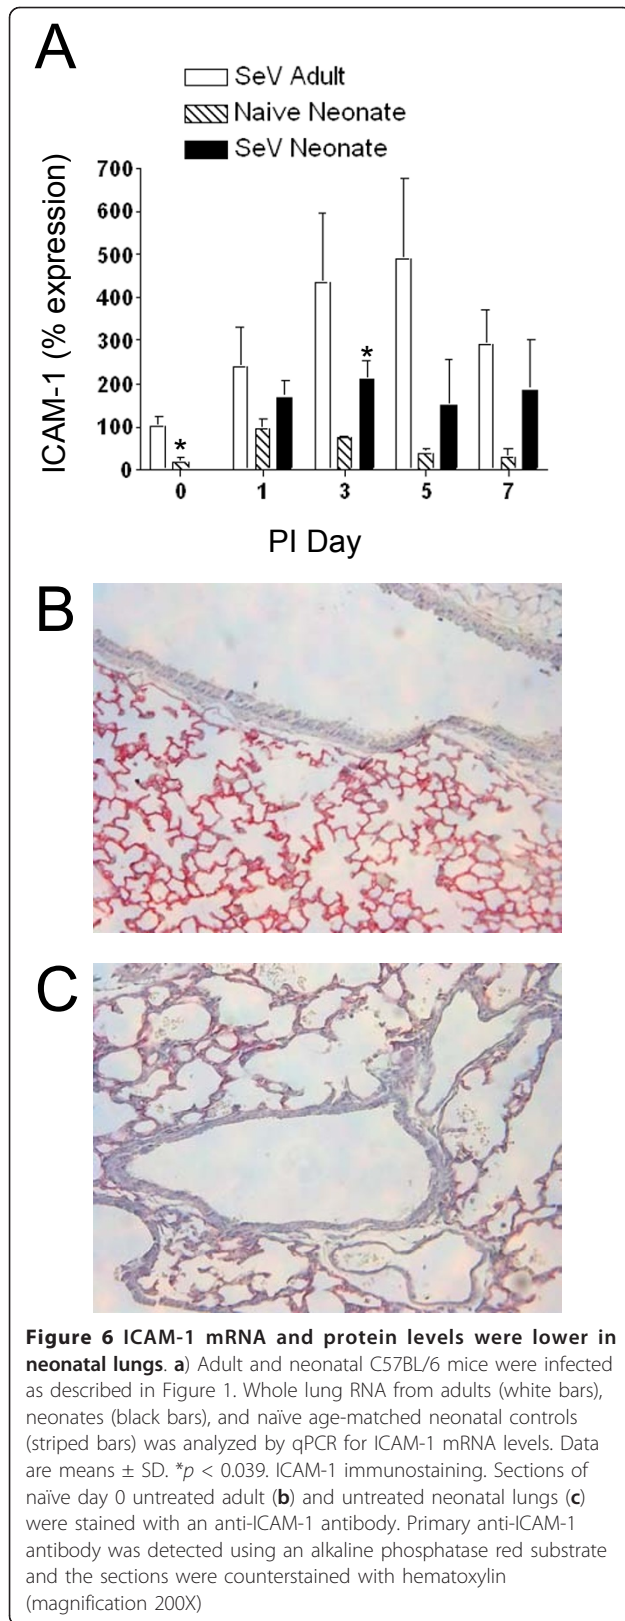 A
SeV Adult
Naive Neonate
SeV Neonate
ICAM-1 (% expression)
700
600
500
400
300
200
100
0
*
*
0 1 3 5 7
PI Day
B
C
Figure 6 ICAM-1 mRNA and protein levels were lower in
neonatal lungs. a) Adult and neonatal C57BL/6 mice were infected
as described in Figure 1. Whole lung RNA from adults (white bars),
neonates (black bars), and naïve age-matched neonatal controls
(striped bars) was analyzed by qPCR for ICAM-1 mRNA levels. Data
are means ± SD. *p < 0.039. ICAM-1 immunostaining. Sections of
naïve day 0 untreated adult (b) and untreated neonatal lungs (c)
were stained with an anti-ICAM-1 antibody. Primary anti-ICAM-1
antibody was detected using an alkaline phosphatase red substrate
and the sections were counterstained with hematoxylin
(magnification 200X)